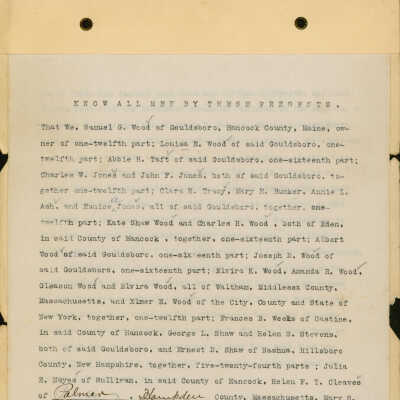 KNOW ALL MEN BY THESE PRESENTS.
That We, Samuel G. Wood of Gouldsboro, Hancock County, Maine, ow-
ner of one-twelfth part; Louisa R. Wood of said Gouldsboro, one-
twelfth part; Abbie H. Taft of said Gouldsboro, one-sixteenth part;
Charles W. Jones and John F. Jones, both of said Gouldsboro, to-
gether one-twelfth part; Clara E. Tracy, Mary M. Bunker, Annie L.
Ash, and Eunice Jones, all of said Gouldsboro, together, one-
twelfth part; Kate Shaw Wood and Charles H. Wood , both of Eden,
in said County of Hancock , together, one-sixteenth part; Albert
Wood of said Gouldsboro, one-sixteenth part; Joseph D. Wood of
said Gouldsboro, one-sixteenth part; Elvira K. Wood, Amanda R. Wood,
Gleason Wood and Elvira Wood, all of Waltham, Middlesex County,
Massachusetts, and Elmer E. Wood of the City, County and State of
New York, together, one-twelfth part; Frances B. Weeks of Castine,
in said County of Hancock, George L. Shaw and Helen S. Stevens,
both of said Gouldsboro, and Ernest D. Shaw of Nashua, Hillsboro
County, New Hampshire, together, five-twenty-fourth parts ; Julia
E. Noyes of Sullivan, in said County of Hancock, Helen F. T. Cleaves
of Palmer , Hampden County, Massachusetts, Mary S.